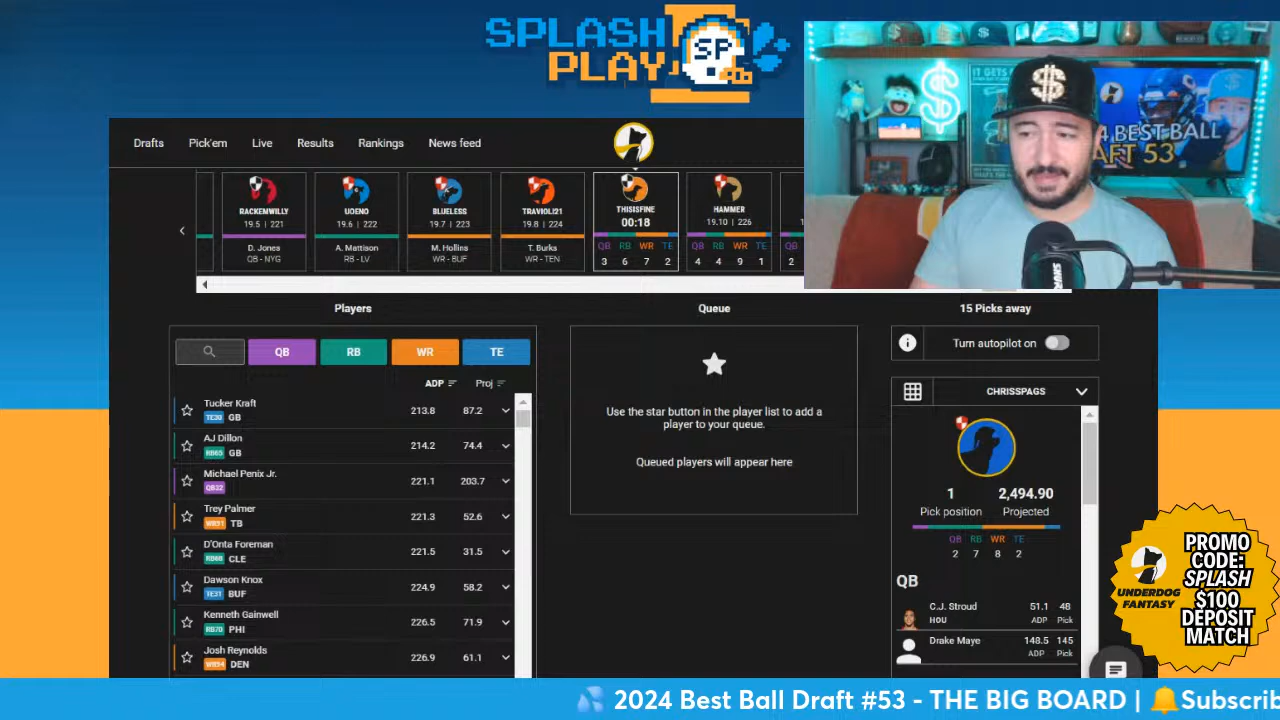 SPLASH
PLAY
SP
IT GETS
4 BEST BALL
AFT 53
Drafts Pick'em Live Results Rankings News feed
RACKEMWILLY
19.5 | 221
D. Jones
QB - NYG
UDENO
19.6 | 222
A. Mattison
RB - LV
BLUELESS
19.7 | 223
M. Hollins
WR - BUF
TRAVIOLI21
19.8 | 224
T. Burks
WR - TEN
THISISFINE
00:18
QB RB WR TE
3 6 7 2
HAMMER
19.10 | 226
QB RB WR TE
4 4 9 1
QB
2
Players
QB RB WR TE
ADP Proj
Tucker Kraft 213.8 87.2
GB
AJ Dillon 214.2 74.4
RB65 GB
Michael Penix Jr. 221.1 203.7
QB32
Trey Palmer 221.3 52.6
WR91 TB
D'Onta Foreman 221.5 31.5
CLE
Dawson Knox 224.9 58.2
TE31 BUF
Kenneth Gainwell 226.5 71.9
RB70 PHI
Josh Reynolds 226.9 61.1
WR94 DEN
Queue
Use the star button in the player list to add a
player to your queue.
Queued players will appear here
15 Picks away
Turn autopilot on
CHRISSPAGS
1 2,494.90
Pick position Projected
QB RB WR TE
2 7 8 2
QB
C.J. Stroud 51.1 48
HOU ADP Pick
Drake Maye 148.5 145
ADP Pick
UNDERDOG
FANTASY
PROMO
CODE:
SPLASH
$100
DEPOSIT
MATCH
💦 2024 Best Ball Draft #53 - THE BIG BOARD | 🔔Subscrib